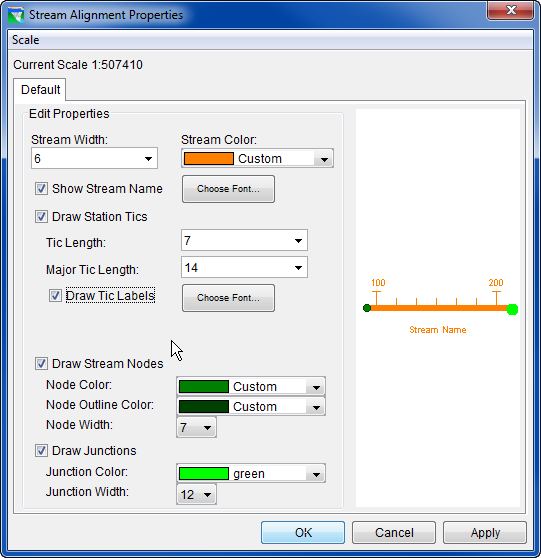 Stream Alignment Properties
Scale
Current Scale 1:507410
Default
Edit Properties
Stream Width: Stream Color:
6 Custom
Show Stream Name Choose Font...
Draw Station Tics
Tic Length: 7
Major Tic Length: 14
Draw Tic Labels Choose Font...
100 200
Stream Name
Draw Stream Nodes
Node Color: Custom
Node Outline Color: Custom
Node Width: 7
Draw Junctions
Junction Color: green
Junction Width: 12
OK Cancel Apply